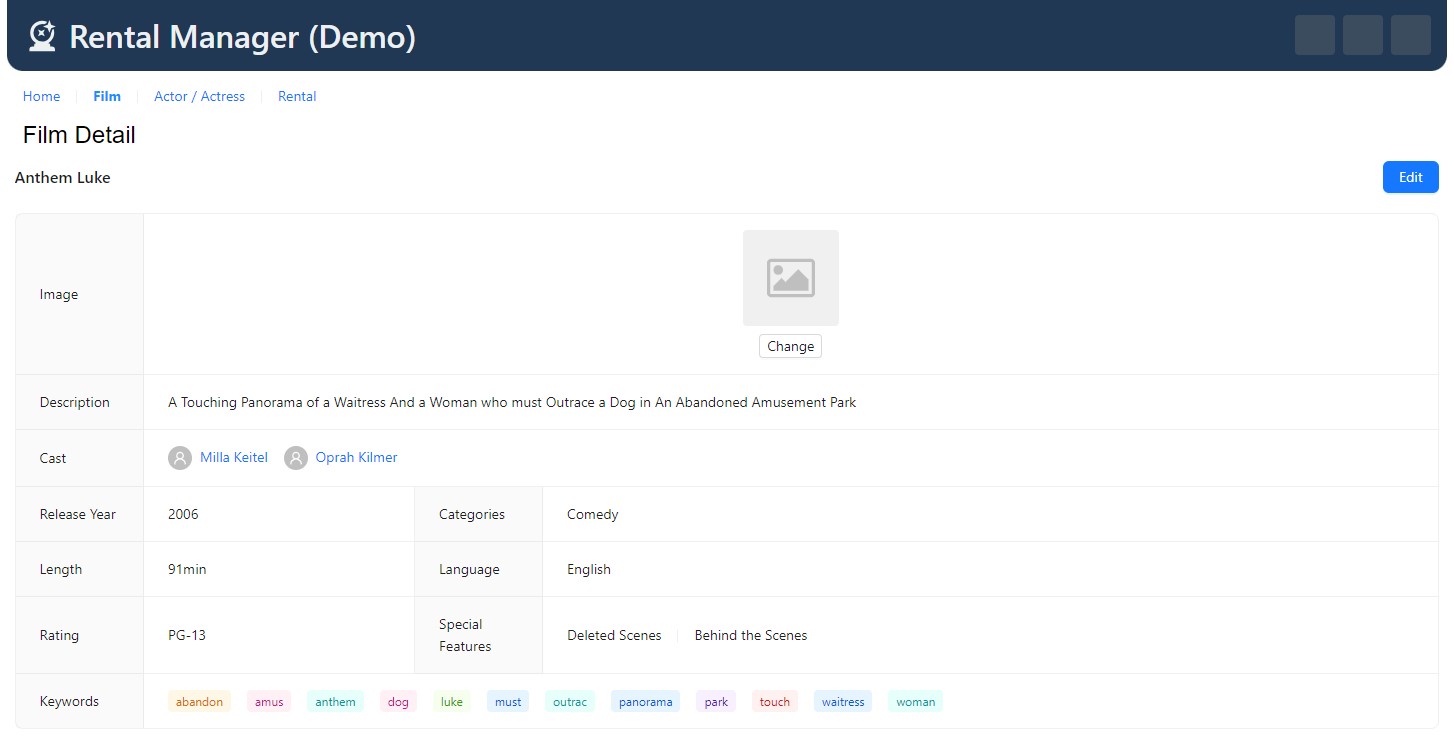 Rental Manager (Demo)
Home Film Actor / Actress Rental
Film Detail
Anthem Luke
Edit
Image
Change
Description A Touching Panorama of a Waitress And a Woman who must Outrace a Dog in An Abandoned Amusement Park
Cast Milla Keitel Oprah Kilmer
Release Year 2006 Categories Comedy
Length 91min Language English
Rating PG-13 Special Features Deleted Scenes Behind the Scenes
Keywords abandon amus anthem dog luke must outrac panorama park touch waitress woman